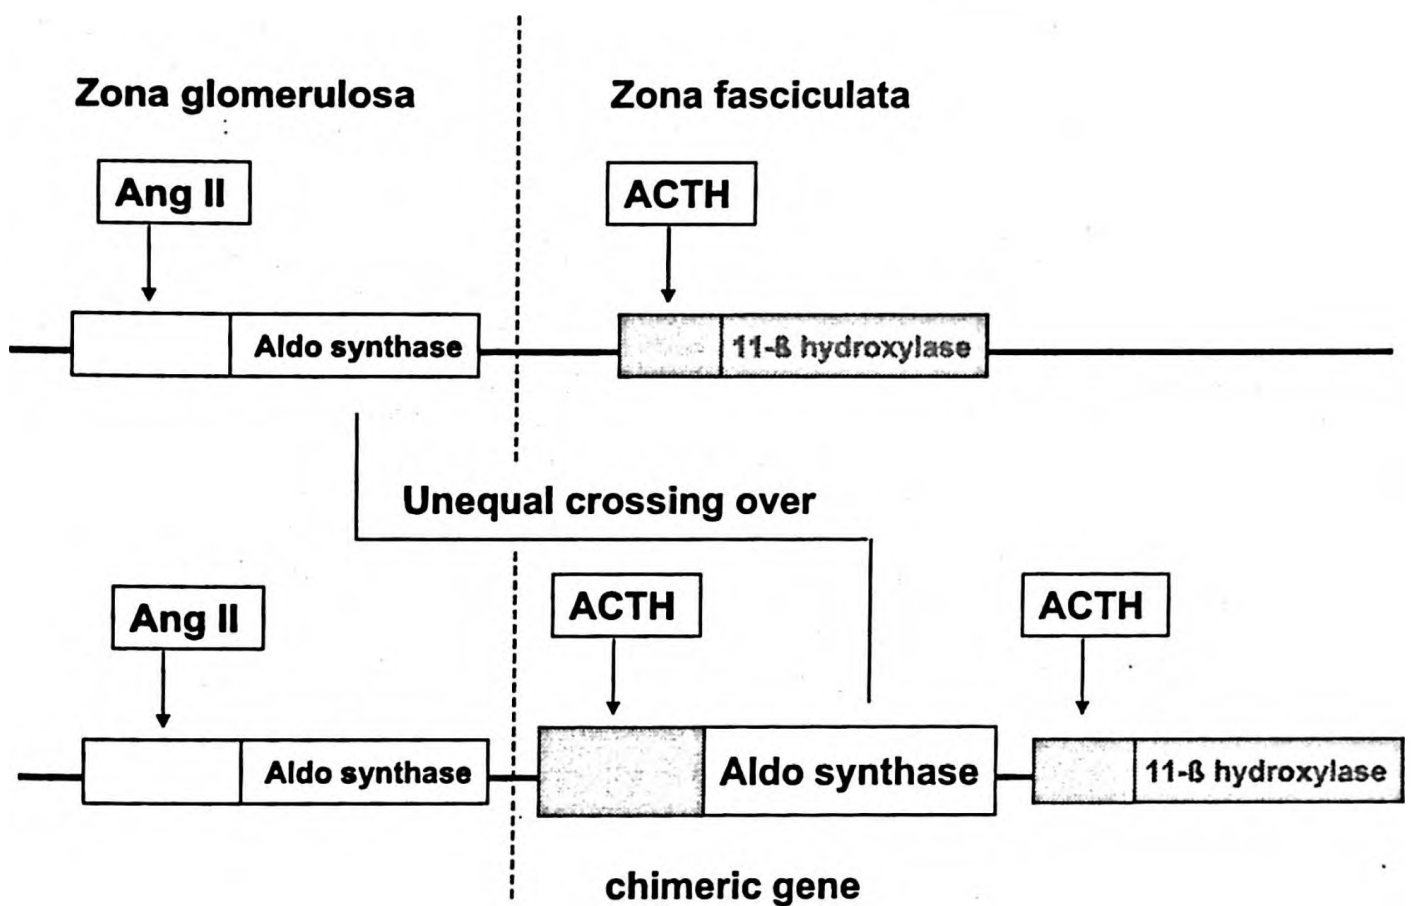 Zona glomerulosa
Zona fasciculata
Ang II
ACTH
Aldo synthase
11-ß hydroxylase
Unequal crossing over
Ang II
ACTH
ACTH
Aldo synthase
Aldo synthase
11-ß hydroxylase
chimeric gene